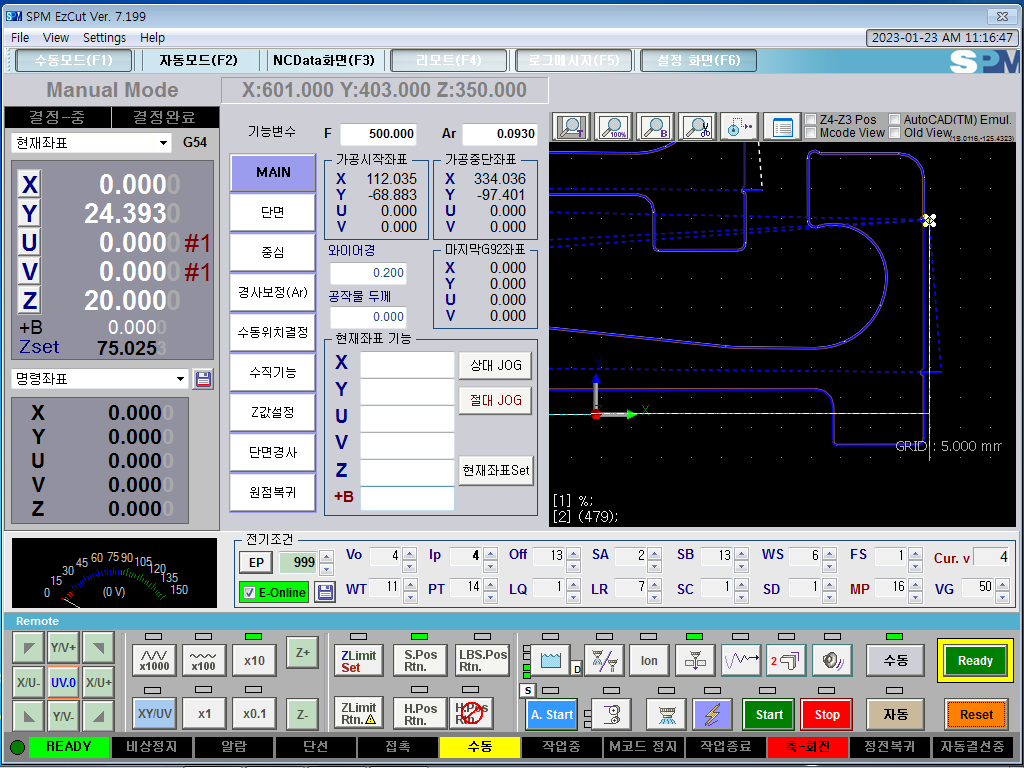 SPM EzCut Ver. 7.199
File View Settings Help
2023-01-23 AM 11:16:47
수동모드(F1) 자동모드(F2) NCData화면(F3) 리모트(F4) 로그메시지(F5) 설정 화면(F6)
SPM
Manual Mode
X:601.000 Y:403.000 Z:350.000
결정-중 결정완료
현재좌표 G54
X 0.0000
Y 24.3930
U 0.0000 #1
V 0.0000 #1
Z 20.0000
+B 0.0000
Zset 75.0253
명령좌표
X 0.0000
Y 0.0000
U 0.0000
V 0.0000
Z 0.0000
기능변수 F 500.000 Ar 0.0930
MAIN
단면
중심
경사보정(Ar)
수동위치결정
수직기능
Z값설정
단면경사
원점복귀
가공시작좌표
X 112.035
Y -68.883
U 0.000
V 0.000
가공중단좌표
X 334.036
Y -97.401
U 0.000
V 0.000
와이어경
0.200
공작물 두께
0.000
마지막G92좌표
X 0.000
Y 0.000
U 0.000
V 0.000
현재좌표 기능
X
Y
U
V
Z
+B
상대 JOG
절대 JOG
현재좌표Set
T 100% B
Z4-Z3 Pos AutoCAD(TM) Emul.
Mcode View Old View
(15.0116,-125.4323)
Y
X
GRID : 5.000 mm
[1] %;
[2] (479);
0 15 30 45 60 75 90 105 120 135 150
(0 V)
전기조건
EP 999 Vo 4 Ip 4 Off 13 SA 2 SB 13 WS 6 FS 1 Cur. v 4
E-Online WT 11 PT 14 LQ 1 LR 7 SC 1 SD 1 MP 16 VG 50
Remote
Y/V+
X/U- UV.0 X/U+
Y/V-
x1000 x100 x10 Z+
XY/UV x1 x0.1 Z-
ZLimit Set
S.Pos Rtn.
LBS.Pos Rtn.
ZLimit Rtn.
H.Pos Rtn.
H.Pos Rtn.
D
Ion
2
수동
Ready
S
A. Start
Start
Stop
자동
Reset
READY 비상정지 알람 단선 접촉 수동 작업중 M코드 정지 작업종료 축-회전 정전복귀 자동결선중